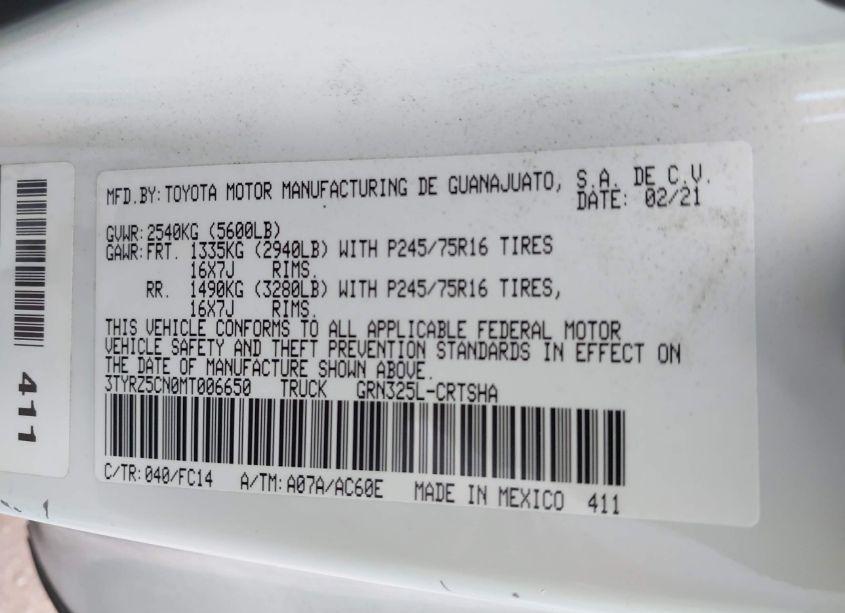 MFD.BY: TOYOTA MOTOR MANUFACTURING DE GUANAJUATO, S.A. DE C.V.
DATE: 02/21
GVWR: 2540KG (5600LB)
GAWR: FRT. 1335KG (2940LB) WITH P245/75R16 TIRES
16X7J RIMS.
RR. 1490KG (3280LB) WITH P245/75R16 TIRES,
16X7J RIMS.
THIS VEHICLE CONFORMS TO ALL APPLICABLE FEDERAL MOTOR
VEHICLE SAFETY AND THEFT PREVENTION STANDARDS IN EFFECT ON
THE DATE OF MANUFACTURE SHOWN ABOVE.
3TYRZ5CN0MT006650 TRUCK GRN325L-CRTSHA
C/TR: 040/FC14 A/TM: A07A/AC60E MADE IN MEXICO 411
411